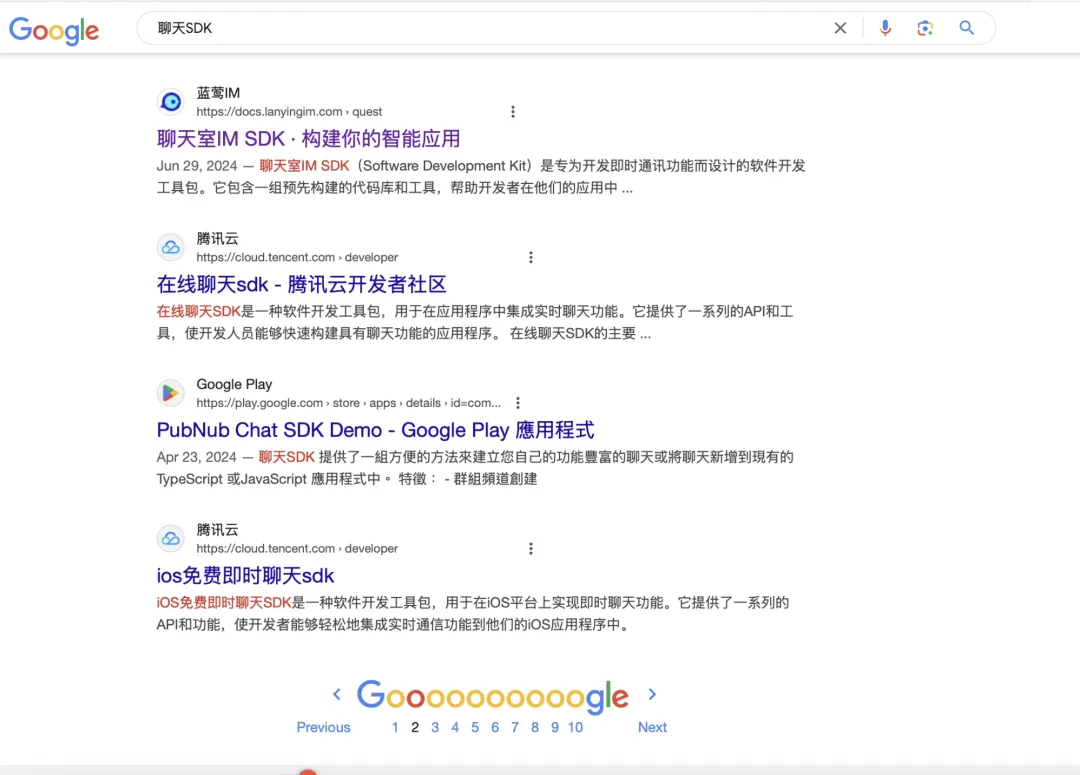 Google
聊天SDK
蓝莺IM
https://docs.lanyingim.com › quest
聊天室IM SDK · 构建你的智能应用
Jun 29, 2024 — 聊天室IM SDK（Software Development Kit）是专为开发即时通讯功能而设计的软件开发
工具包。它包含一组预先构建的代码库和工具，帮助开发者在他们的应用中 ...
腾讯云
https://cloud.tencent.com › developer
在线聊天sdk - 腾讯云开发者社区
在线聊天SDK是一种软件开发工具包，用于在应用程序中集成实时聊天功能。它提供了一系列的API和工
具，使开发人员能够快速构建具有聊天功能的应用程序。 在线聊天SDK的主要 ...
Google Play
https://play.google.com › store › apps › details › id=com...
PubNub Chat SDK Demo - Google Play 應用程式
Apr 23, 2024 — 聊天SDK 提供了一組方便的方法來建立您自己的功能豐富的聊天或將聊天新增到現有的
TypeScript 或JavaScript 應用程式中。 特徵： - 群組頻道創建
腾讯云
https://cloud.tencent.com › developer
ios免费即时聊天sdk
iOS免费即时聊天SDK是一种软件开发工具包，用于在iOS平台上实现即时聊天功能。它提供了一系列的
API和功能，使开发者能够轻松地集成实时通信功能到他们的iOS应用程序中。
Goooooooooogle
Previous 1 2 3 4 5 6 7 8 9 10 Next